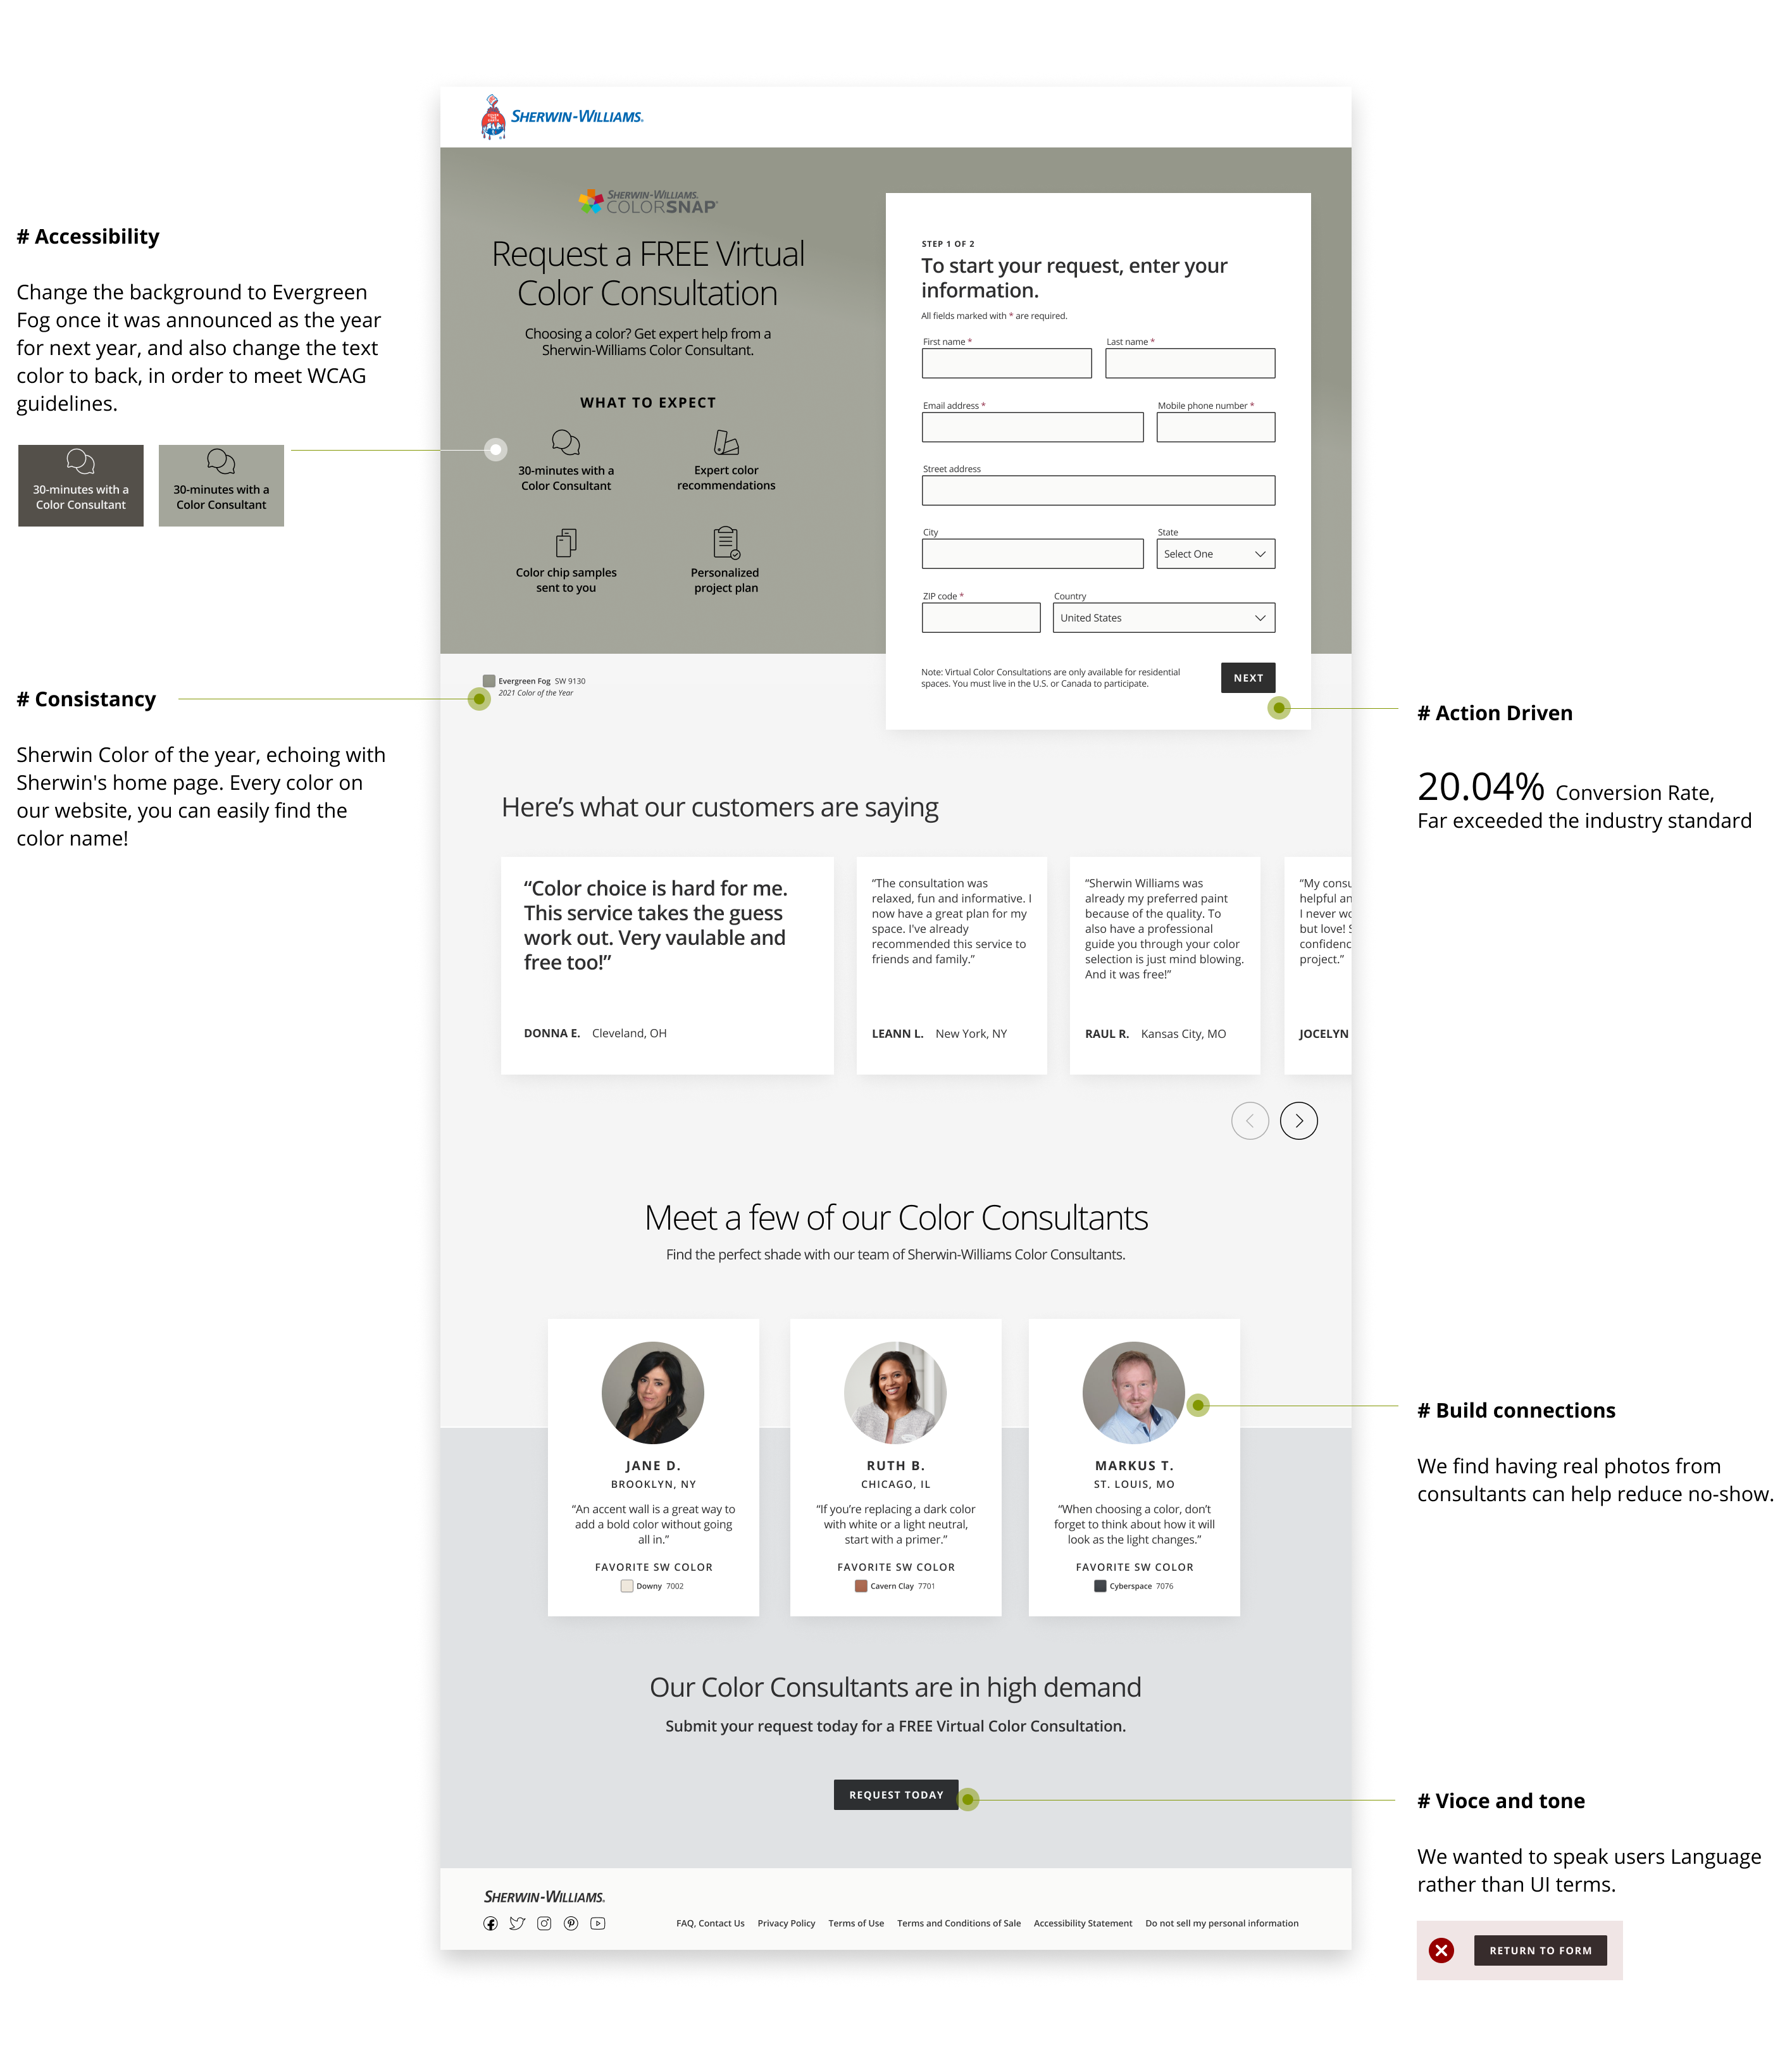 SHERWIN-WILLIAMS.
SHERWIN-WILLIAMS.
COLORSNAP
Request a FREE Virtual
Color Consultation
Choosing a color? Get expert help from a
Sherwin-Williams Color Consultant.
WHAT TO EXPECT
30-minutes with a
Color Consultant
Expert color
recommendations
Color chip samples
sent to you
Personalized
project plan
STEP 1 OF 2
To start your request, enter your
information.
All fields marked with * are required.
First name *
Last name *
Email address *
Mobile phone number *
Street address
City
State
Select One
ZIP code *
Country
United States
Note: Virtual Color Consultations are only available for residential
spaces. You must live in the U.S. or Canada to participate.
NEXT
# Accessibility
Change the background to Evergreen
Fog once it was announced as the year
for next year, and also change the text
color to back, in order to meet WCAG
guidelines.
30-minutes with a
Color Consultant
30-minutes with a
Color Consultant
Evergreen Fog SW 9130
2021 Color of the Year
# Consistancy
Sherwin Color of the year, echoing with
Sherwin's home page. Every color on
our website, you can easily find the
color name!
# Action Driven
20.04% Conversion Rate,
Far exceeded the industry standard
Here’s what our customers are saying
“Color choice is hard for me.
This service takes the guess
work out. Very vaulable and
free too!”
DONNA E. Cleveland, OH
“The consultation was
relaxed, fun and informative. I
now have a great plan for my
space. I've already
recommended this service to
friends and family.”
LEANN L. New York, NY
“Sherwin Williams was
already my preferred paint
because of the quality. To
also have a professional
guide you through your color
selection is just mind blowing.
And it was free!”
RAUL R. Kansas City, MO
“My consu
helpful an
I never wo
but love! S
confidenc
project.”
JOCELYN
Meet a few of our Color Consultants
Find the perfect shade with our team of Sherwin-Williams Color Consultants.
JANE D.
BROOKLYN, NY
“An accent wall is a great way to
add a bold color without going
all in.”
FAVORITE SW COLOR
Downy 7002
RUTH B.
CHICAGO, IL
“If you’re replacing a dark color
with white or a light neutral,
start with a primer.”
FAVORITE SW COLOR
Cavern Clay 7701
MARKUS T.
ST. LOUIS, MO
“When choosing a color, don’t
forget to think about how it will
look as the light changes.”
FAVORITE SW COLOR
Cyberspace 7076
# Build connections
We find having real photos from
consultants can help reduce no-show.
Our Color Consultants are in high demand
Submit your request today for a FREE Virtual Color Consultation.
REQUEST TODAY
# Vioce and tone
We wanted to speak users Language
rather than UI terms.
RETURN TO FORM
SHERWIN-WILLIAMS.
FAQ, Contact Us Privacy Policy Terms of Use Terms and Conditions of Sale Accessibility Statement Do not sell my personal information